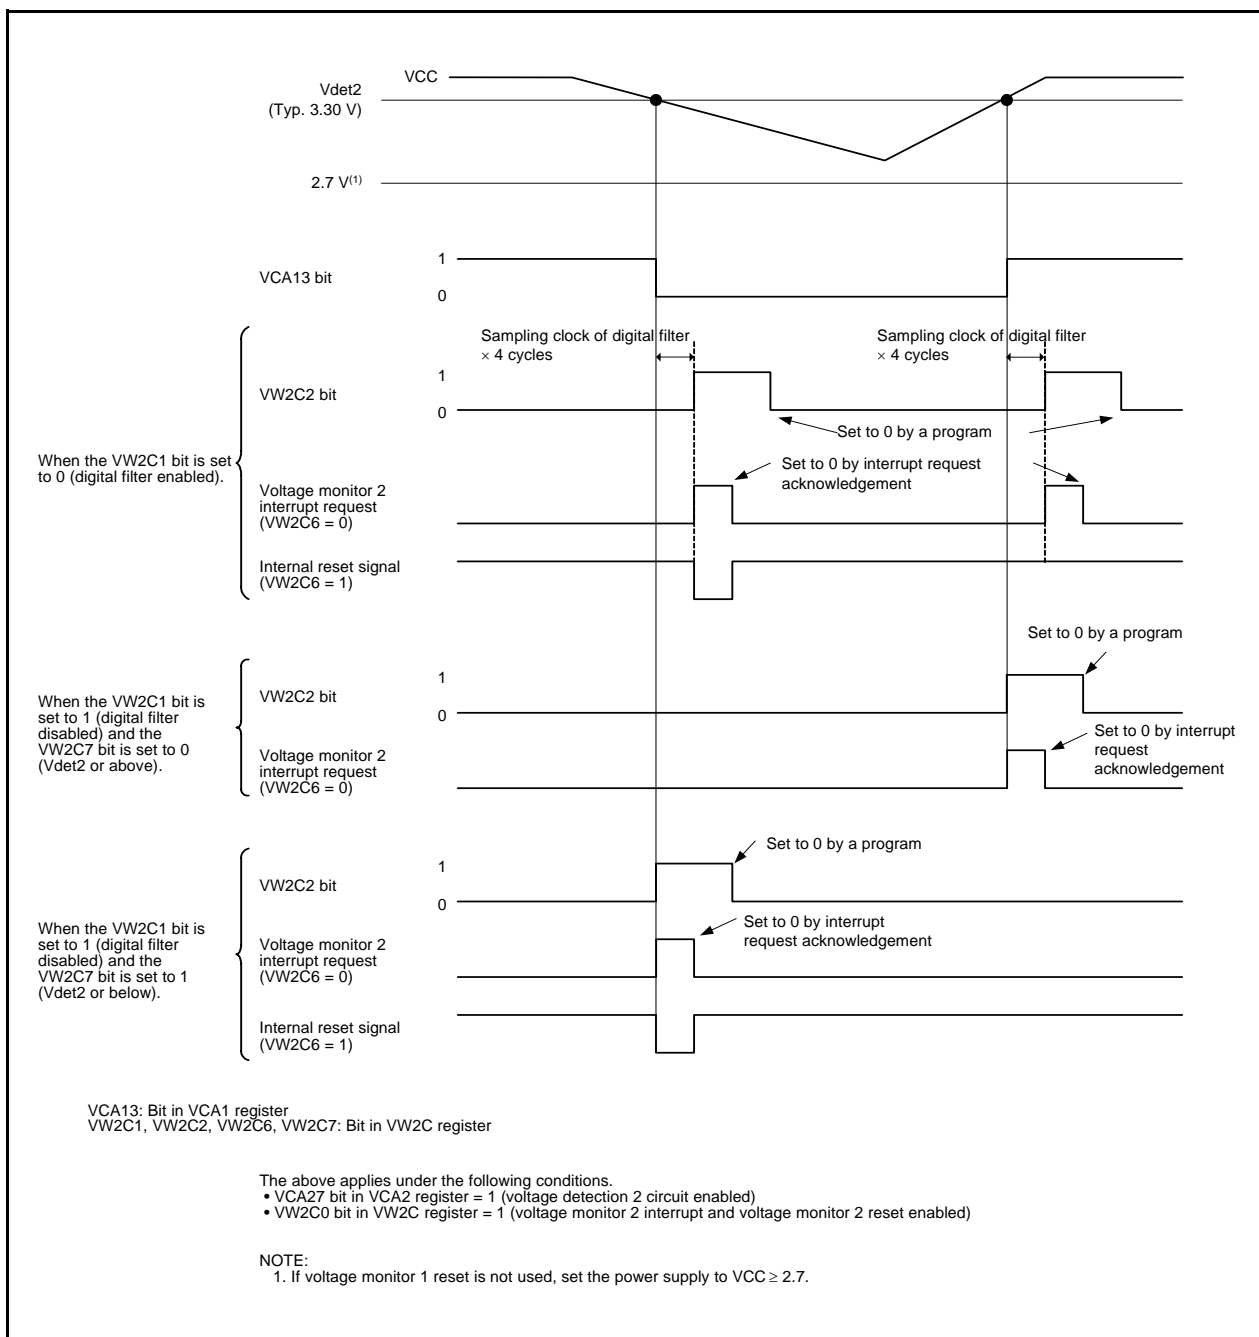 VCC
Vdet2
(Typ. 3.30 V)
2.7 V(1)
1
VCA13 bit
0
Sampling clock of digital filter
× 4 cycles
Sampling clock of digital filter
× 4 cycles
1
VW2C2 bit
0
Set to 0 by a program
When the VW2C1 bit is set
to 0 (digital filter enabled).
Set to 0 by interrupt request
acknowledgement
Voltage monitor 2
interrupt request
(VW2C6 = 0)
Internal reset signal
(VW2C6 = 1)
Set to 0 by a program
1
VW2C2 bit
0
When the VW2C1 bit is
set to 1 (digital filter
disabled) and the
VW2C7 bit is set to 0
(Vdet2 or above).
Set to 0 by interrupt
request
acknowledgement
Voltage monitor 2
interrupt request
(VW2C6 = 0)
Set to 0 by a program
1
VW2C2 bit
0
When the VW2C1 bit is
set to 1 (digital filter
disabled) and the
VW2C7 bit is set to 1
(Vdet2 or below).
Set to 0 by interrupt
request acknowledgement
Voltage monitor 2
interrupt request
(VW2C6 = 0)
Internal reset signal
(VW2C6 = 1)
VCA13: Bit in VCA1 register
VW2C1, VW2C2, VW2C6, VW2C7: Bit in VW2C register
The above applies under the following conditions.
• VCA27 bit in VCA2 register = 1 (voltage detection 2 circuit enabled)
• VW2C0 bit in VW2C register = 1 (voltage monitor 2 interrupt and voltage monitor 2 reset enabled)
NOTE:
1. If voltage monitor 1 reset is not used, set the power supply to VCC ≥ 2.7.